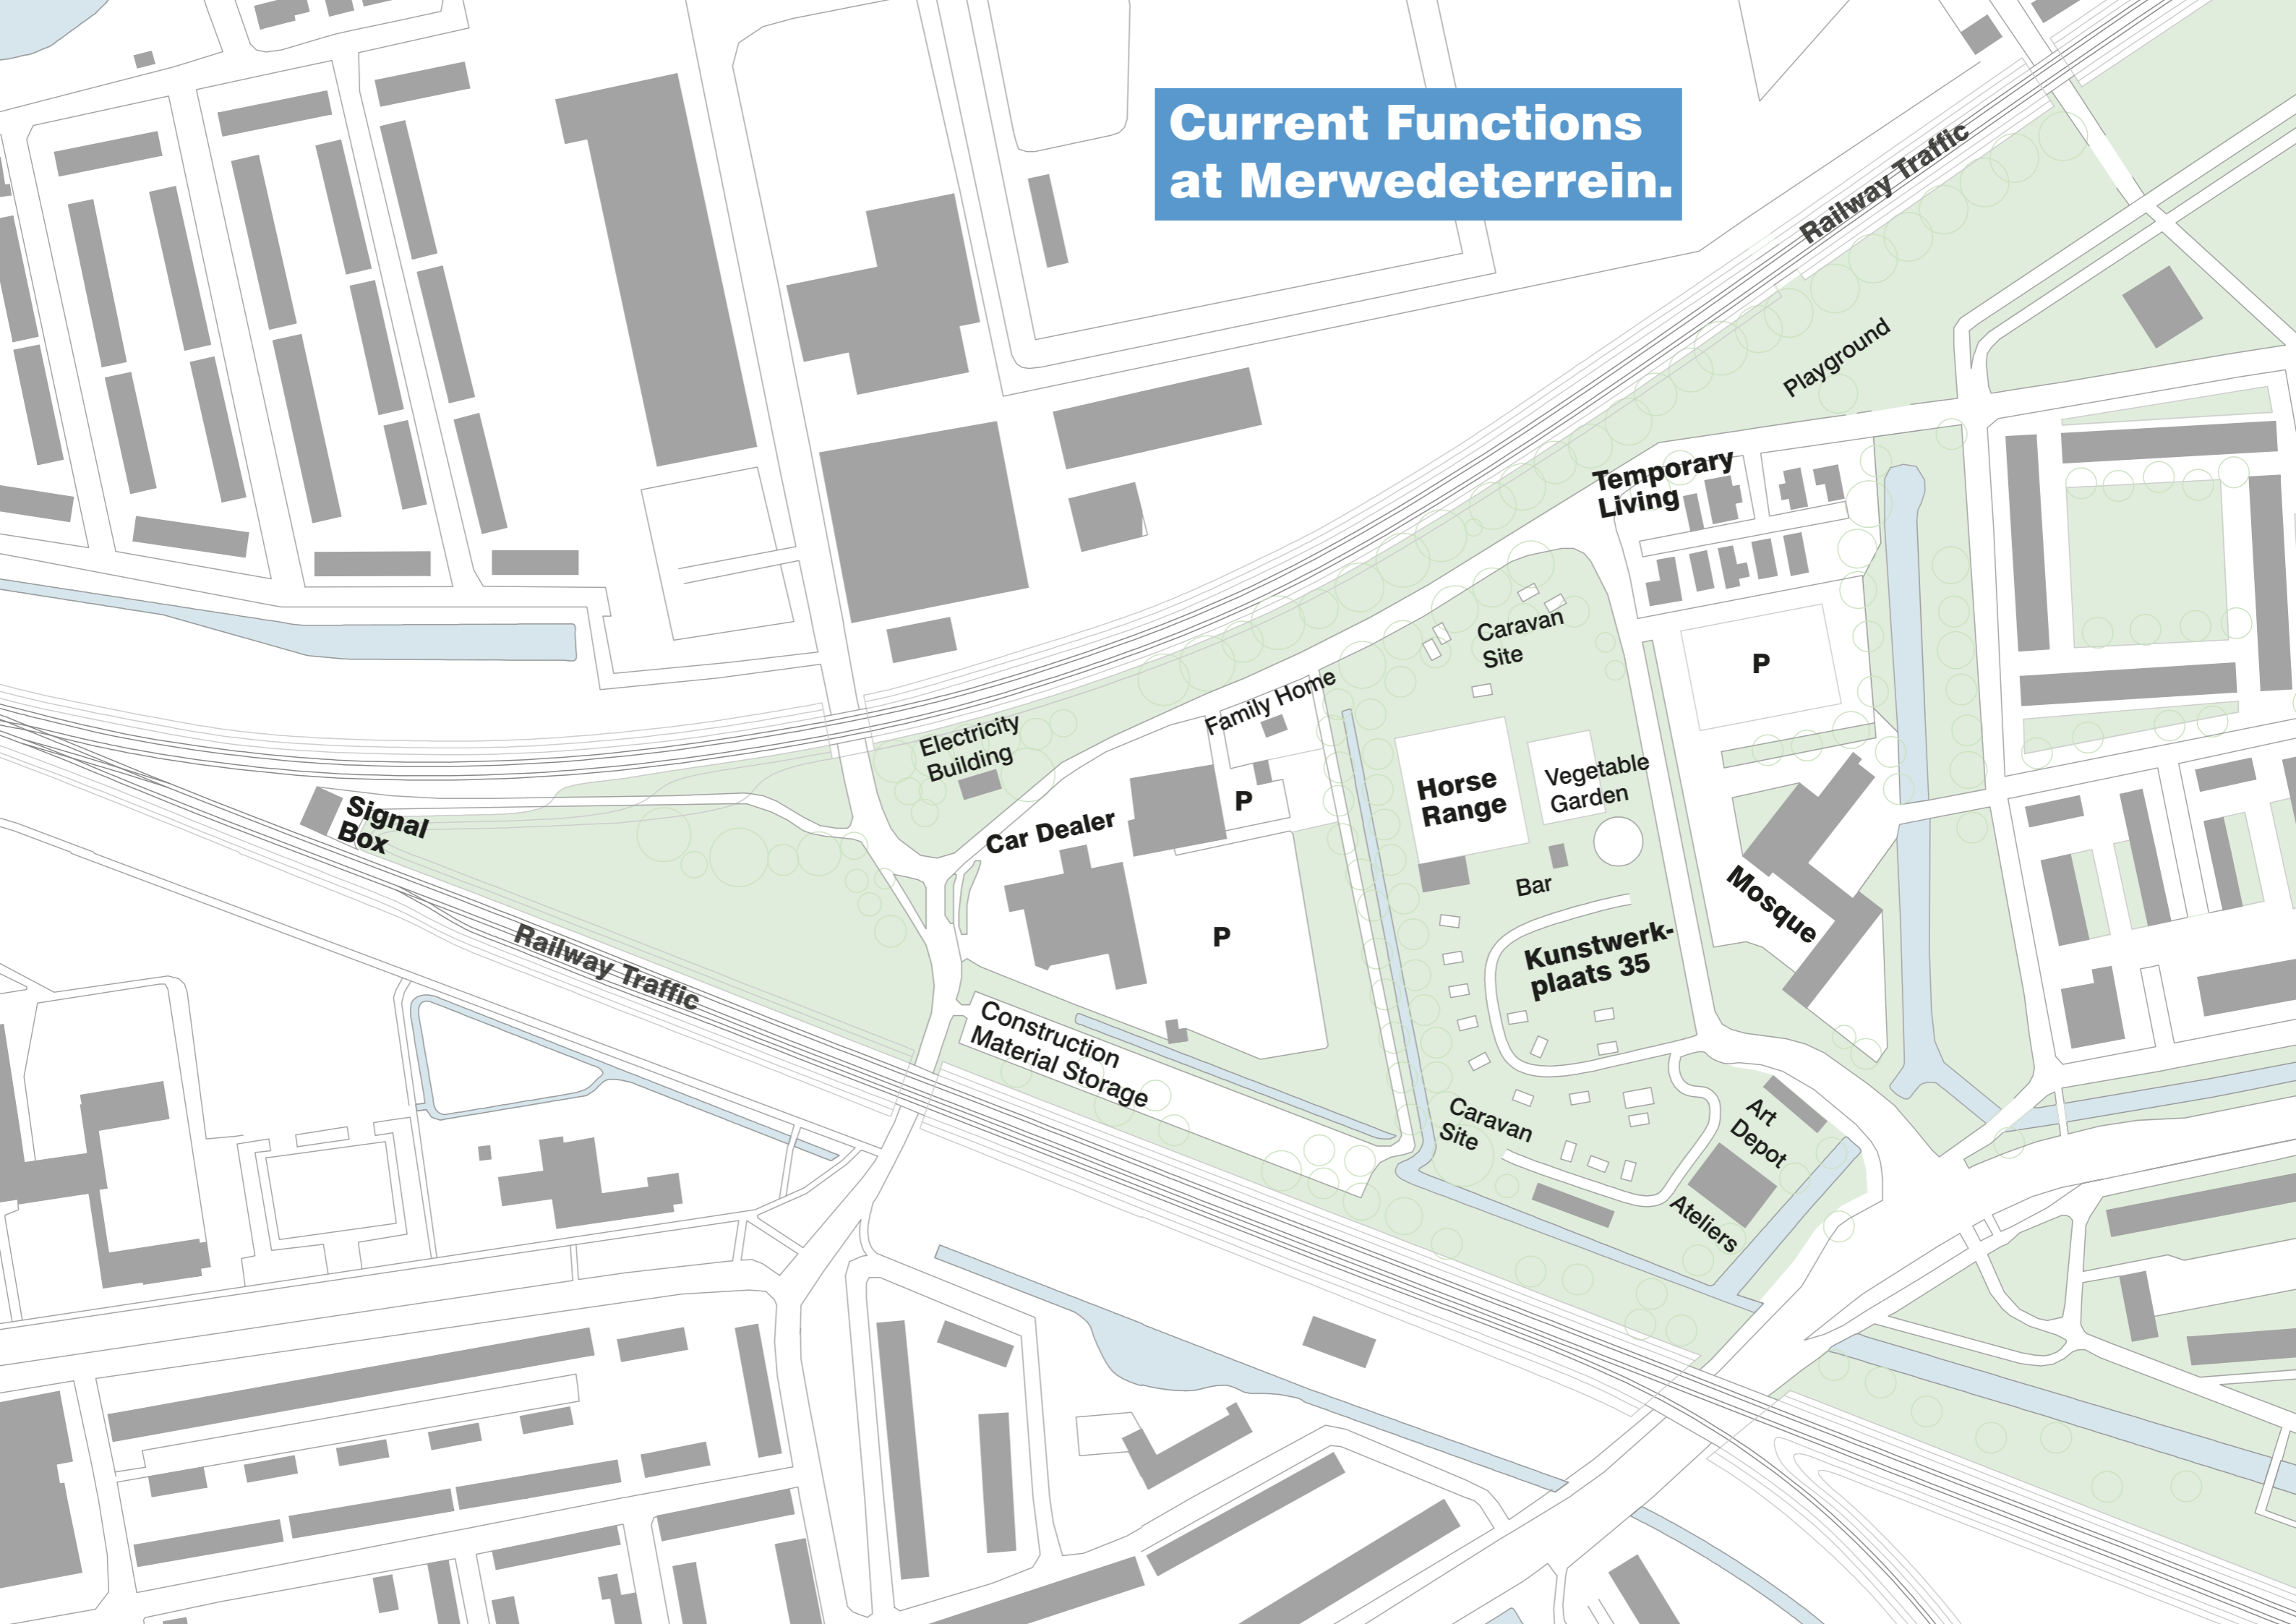 Current Functions
at Merwedeterrein.
Railway Traffic
Playground
Temporary
Living
Caravan
Site
P
Family Home
Electricity
Building
Horse
Range
Vegetable
Garden
Signal
Box
Car Dealer
P
Bar
Mosque
P
Kunstwerk-
plaats 35
Railway Traffic
Construction
Material Storage
Caravan
Site
Art
Depot
Ateliers